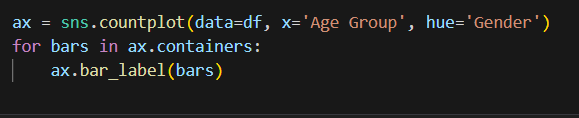 ax = sns.countplot(data=df, x='Age Group', hue='Gender')
for bars in ax.containers:
    ax.bar_label(bars)